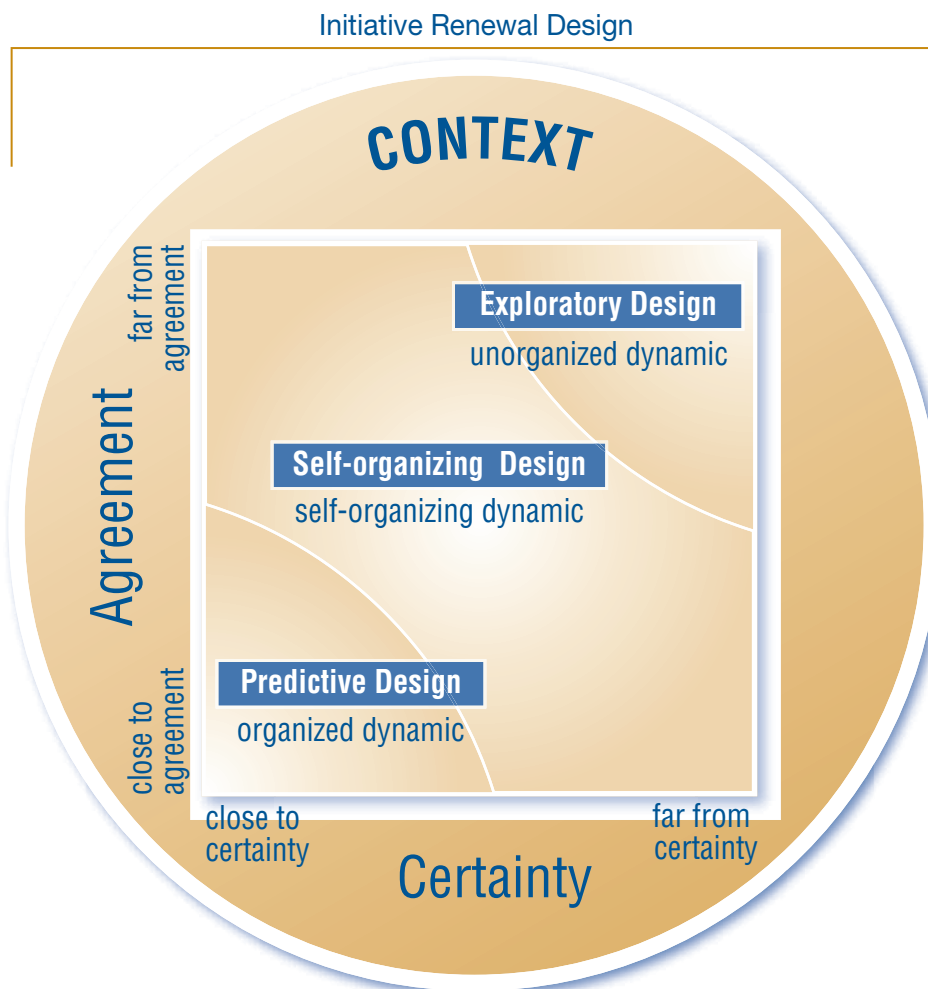 Initiative Renewal Design
CONTEXT
far from
agreement
Agreement
close to
agreement
Exploratory Design
unorganized dynamic
Self-organizing Design
self-organizing dynamic
Predictive Design
organized dynamic
close to
certainty
far from
certainty
Certainty